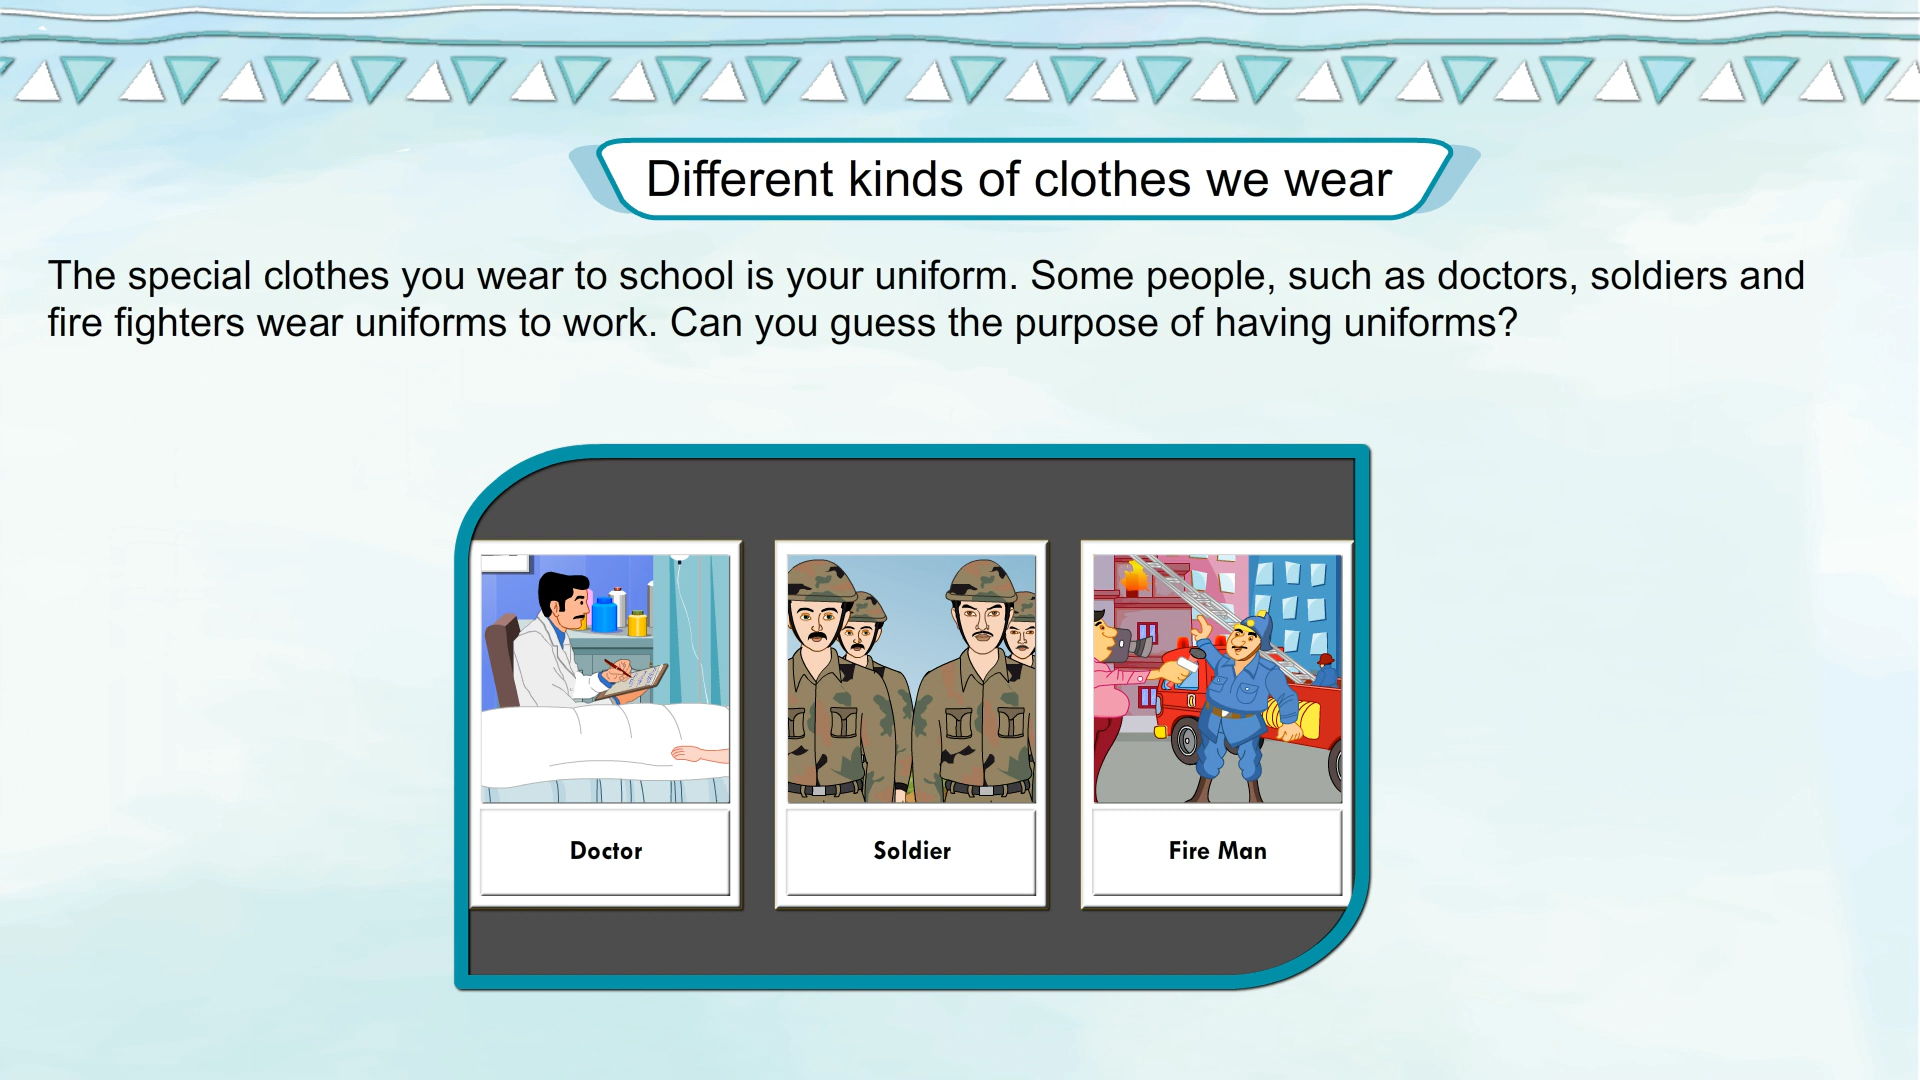 Different kinds of clothes we wear
The special clothes you wear to school is your uniform. Some people, such as doctors, soldiers and
fire fighters wear uniforms to work. Can you guess the purpose of having uniforms?
Doctor
Soldier
Fire Man